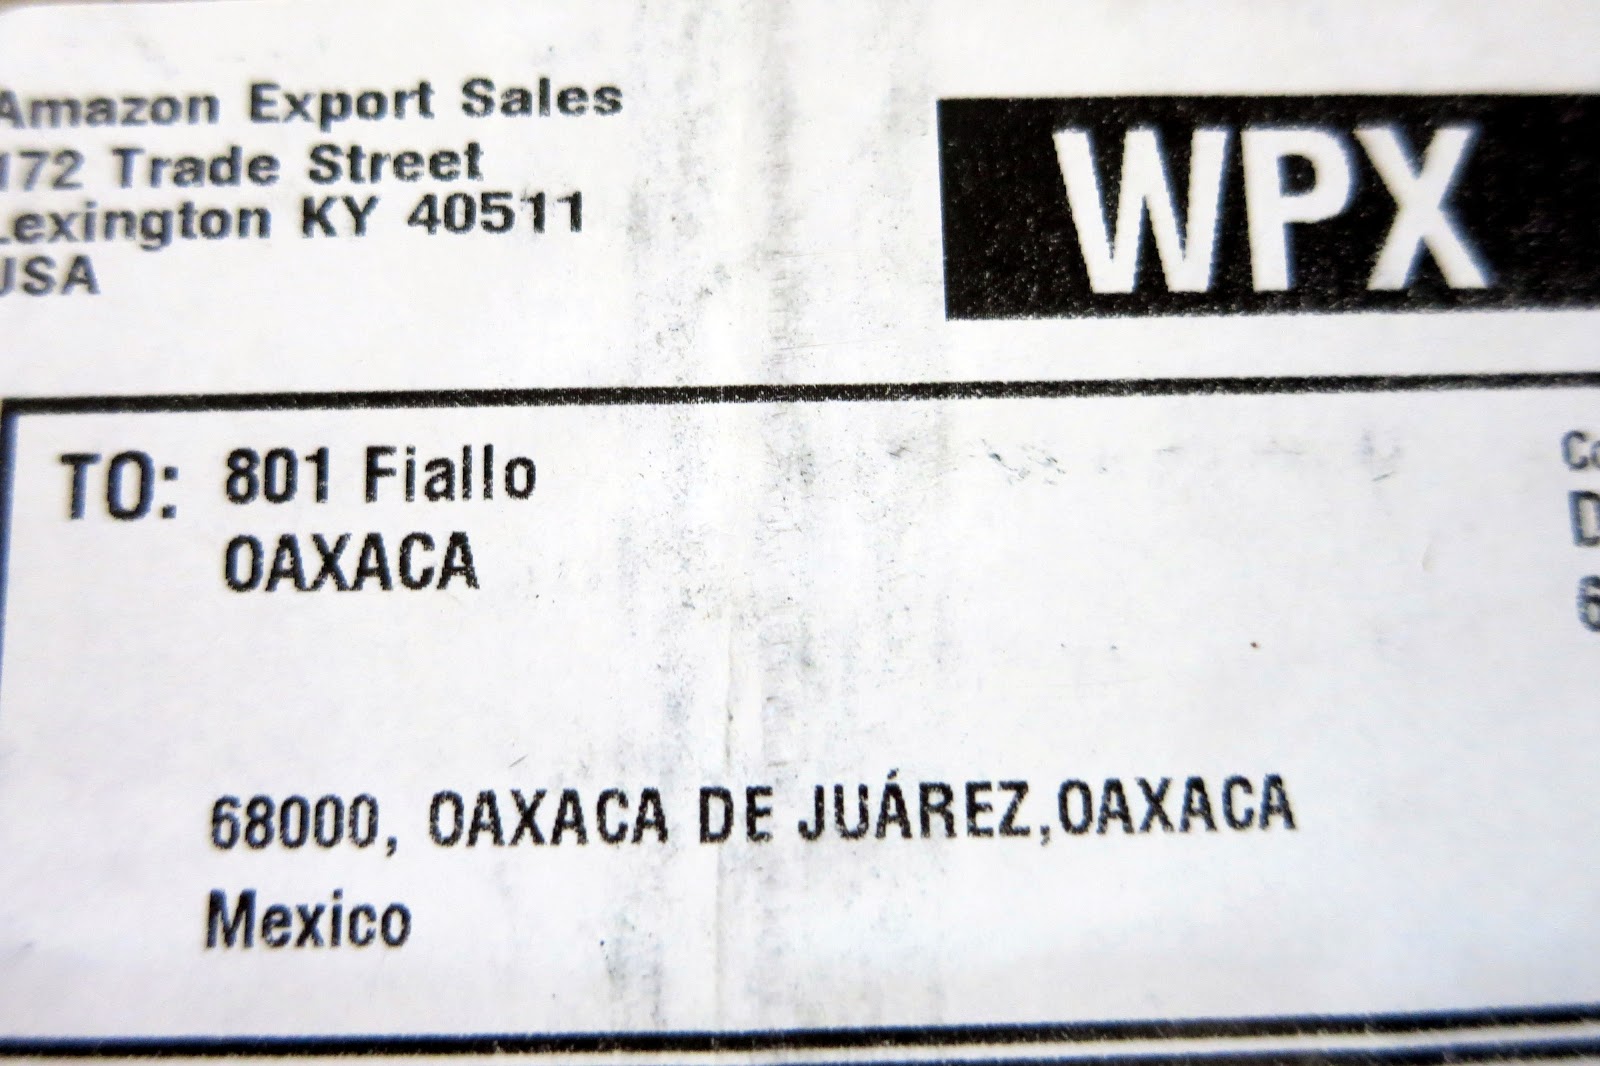 Amazon Export Sales
172 Trade Street
Lexington KY 40511
USA
WPX
TO: 801 Fiallo
OAXACA
68000, OAXACA DE JUÁREZ,OAXACA
Mexico